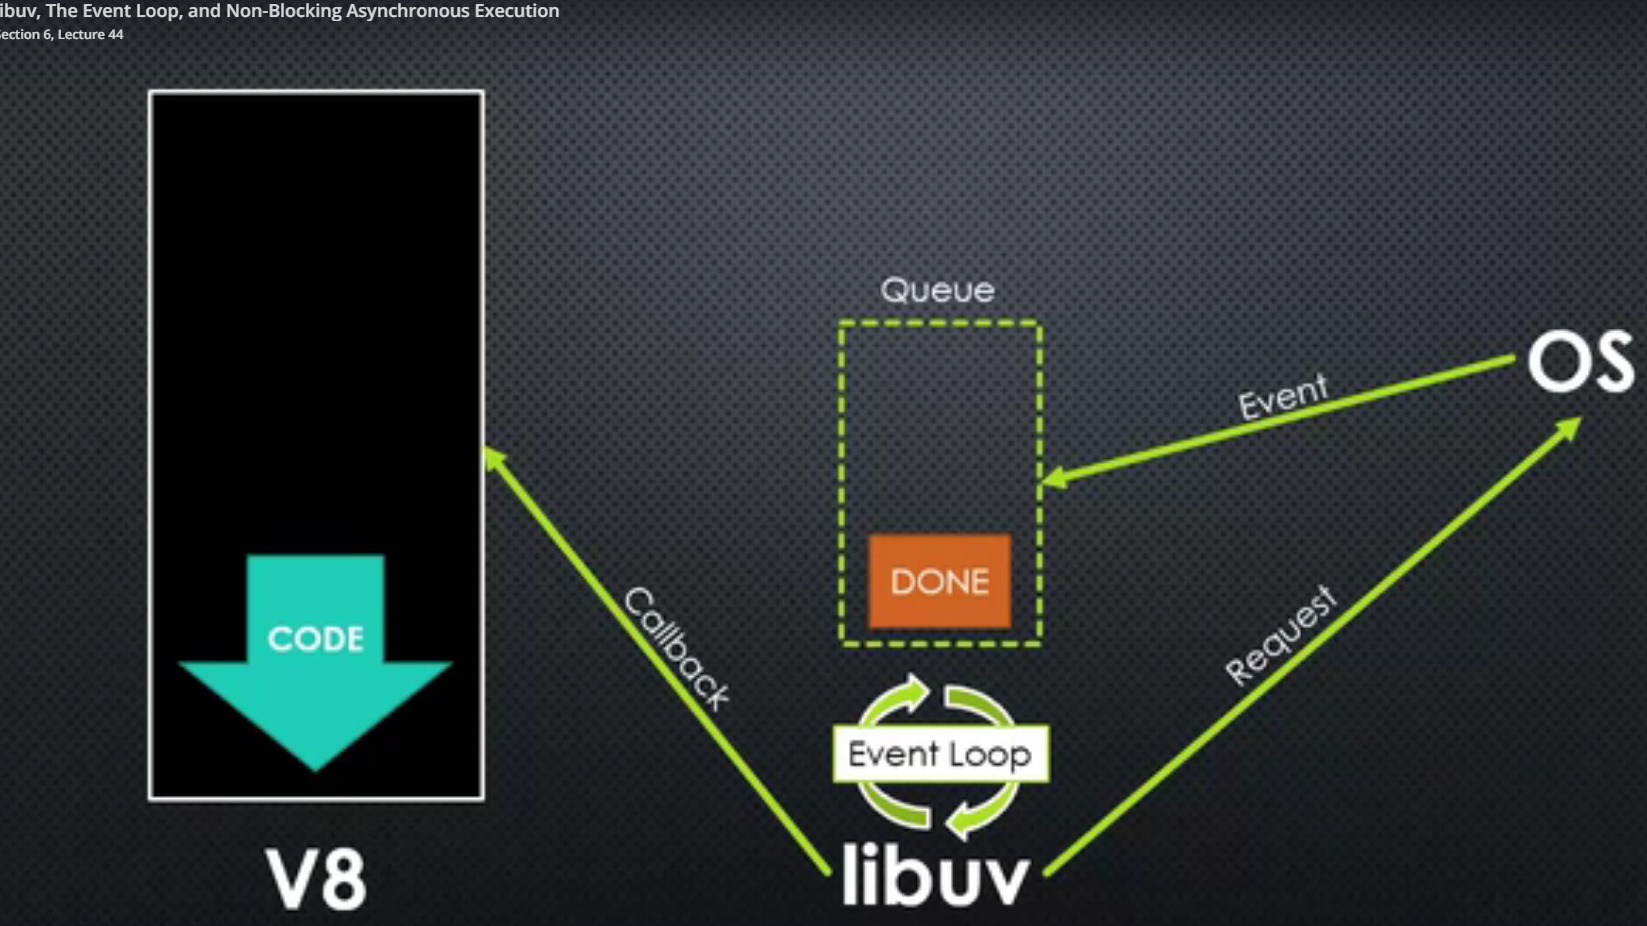 ibuv, The Event Loop, and Non-Blocking Asynchronous Execution
Section 6, Lecture 44
Queue
OS
Event
DONE
CODE
Callback
Request
Event Loop
V8
libuv